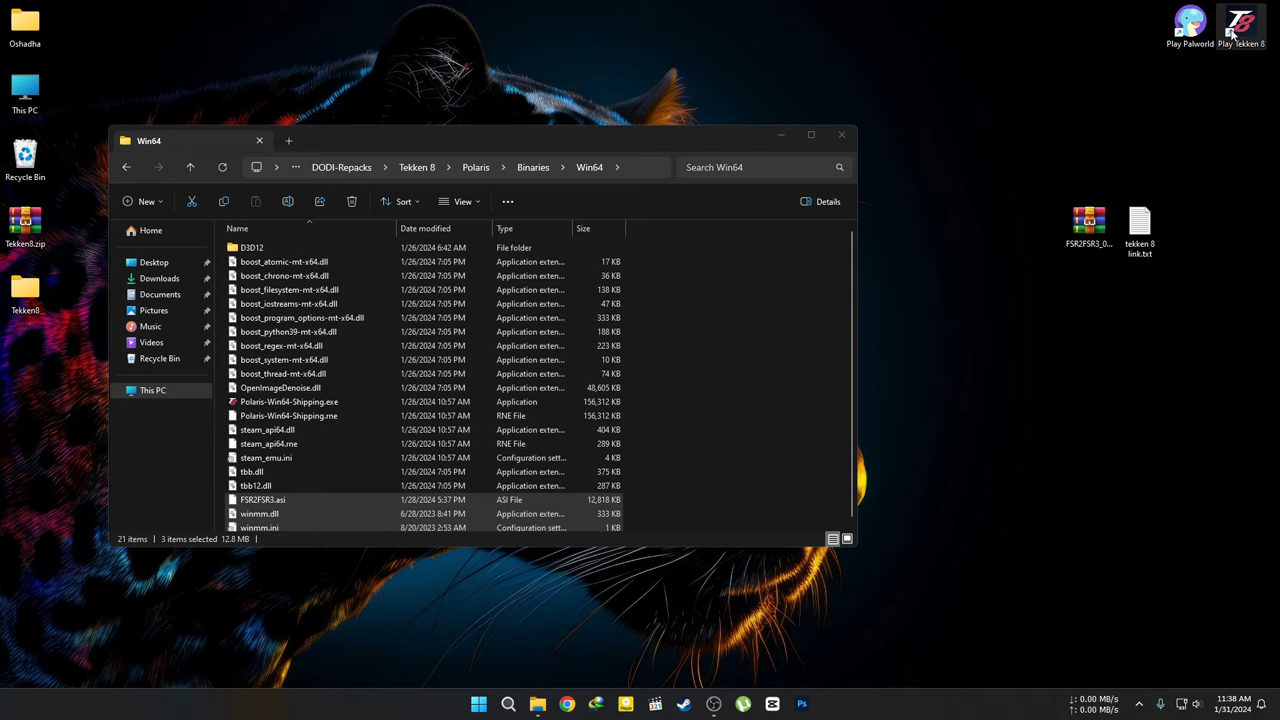 Oshadha
This PC
Recycle Bin
Tekken8.zip
Tekken8
Play Palworld
Play Tekken 8
FSR2FSR3_0...
tekken 8
link.txt
Win64
DODI-Repacks
Tekken 8
Polaris
Binaries
Win64
Search Win64
New
Sort
View
Details
Name
Date modified
Type
Size
Home
Desktop
Downloads
Documents
Pictures
Music
Videos
Recycle Bin
This PC
D3D12 1/26/2024 6:42 AM File folder
boost_atomic-mt-x64.dll 1/26/2024 7:05 PM Application exten... 17 KB
boost_chrono-mt-x64.dll 1/26/2024 7:05 PM Application exten... 36 KB
boost_filesystem-mt-x64.dll 1/26/2024 7:05 PM Application exten... 138 KB
boost_iostreams-mt-x64.dll 1/26/2024 7:05 PM Application exten... 47 KB
boost_program_options-mt-x64.dll 1/26/2024 7:05 PM Application exten... 333 KB
boost_python39-mt-x64.dll 1/26/2024 7:05 PM Application exten... 188 KB
boost_regex-mt-x64.dll 1/26/2024 7:05 PM Application exten... 223 KB
boost_system-mt-x64.dll 1/26/2024 7:05 PM Application exten... 10 KB
boost_thread-mt-x64.dll 1/26/2024 7:05 PM Application exten... 74 KB
OpenImageDenoise.dll 1/26/2024 7:05 PM Application exten... 48,605 KB
Polaris-Win64-Shipping.exe 1/26/2024 10:57 AM Application 156,312 KB
Polaris-Win64-Shipping.rne 1/26/2024 10:57 AM RNE File 156,312 KB
steam_api64.dll 1/26/2024 10:57 AM Application exten... 404 KB
steam_api64.rne 1/26/2024 10:57 AM RNE File 289 KB
steam_emu.ini 1/26/2024 10:57 AM Configuration sett... 4 KB
tbb.dll 1/26/2024 7:05 PM Application exten... 375 KB
tbb12.dll 1/26/2024 7:05 PM Application exten... 287 KB
FSR2FSR3.asi 1/28/2024 5:37 PM ASI File 12,818 KB
winmm.dll 6/28/2023 8:41 PM Application exten... 333 KB
winmm.ini 8/20/2023 2:53 AM Configuration sett... 1 KB
21 items 3 items selected 12.8 MB
↓: 0.00 MB/s
↑: 0.00 MB/s
11:38 AM
1/31/2024